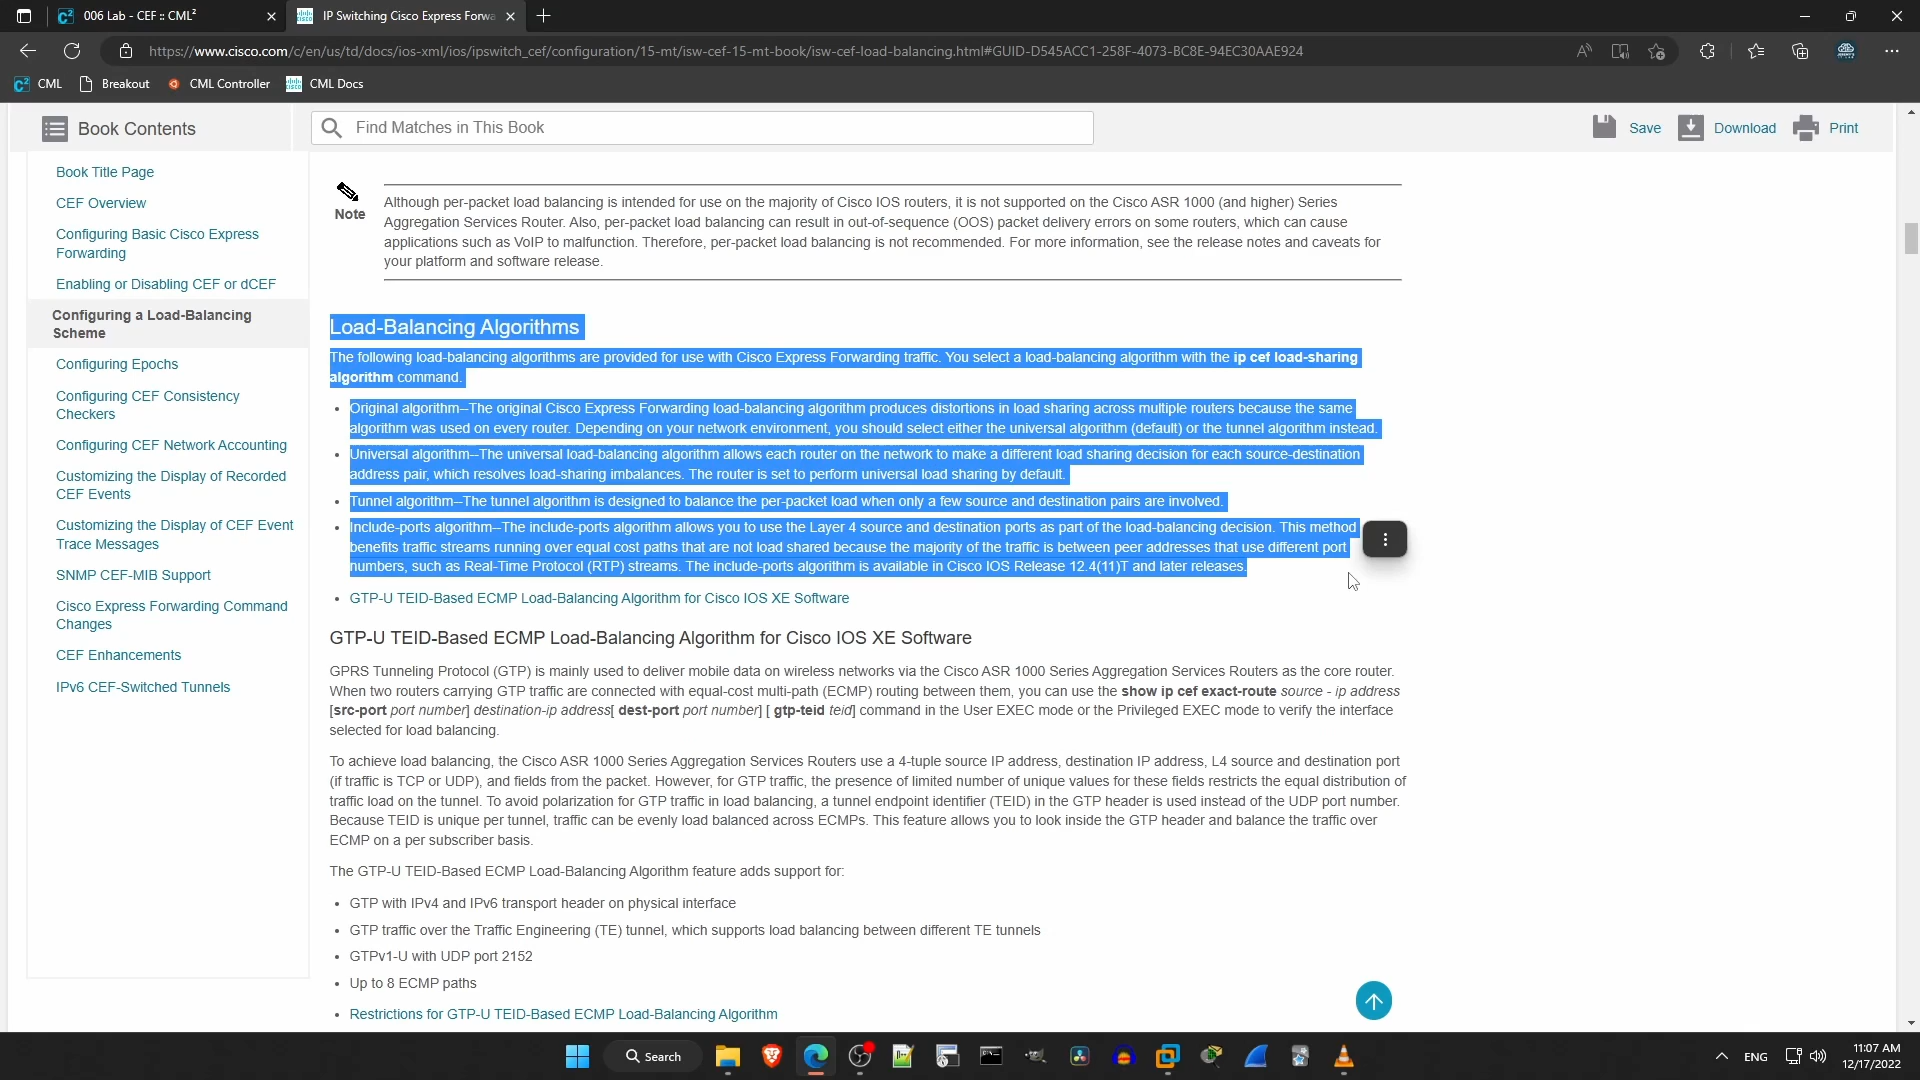 006 Lab - CEF :: CML²
IP Switching Cisco Express Forwa
https://www.cisco.com/c/en/us/td/docs/ios-xml/ios/ipswitch_cef/configuration/15-mt/isw-cef-15-mt-book/isw-cef-load-balancing.html#GUID-D545ACC1-258F-4073-BC8E-94EC30AAE924
CML
Breakout
CML Controller
CML Docs
Book Contents
Find Matches in This Book
Save
Download
Print
Book Title Page
CEF Overview
Configuring Basic Cisco Express
Forwarding
Enabling or Disabling CEF or dCEF
Configuring a Load-Balancing
Scheme
Configuring Epochs
Configuring CEF Consistency
Checkers
Configuring CEF Network Accounting
Customizing the Display of Recorded
CEF Events
Customizing the Display of CEF Event
Trace Messages
SNMP CEF-MIB Support
Cisco Express Forwarding Command
Changes
CEF Enhancements
IPv6 CEF-Switched Tunnels
Note
Although per-packet load balancing is intended for use on the majority of Cisco IOS routers, it is not supported on the Cisco ASR 1000 (and higher) Series
Aggregation Services Router. Also, per-packet load balancing can result in out-of-sequence (OOS) packet delivery errors on some routers, which can cause
applications such as VoIP to malfunction. Therefore, per-packet load balancing is not recommended. For more information, see the release notes and caveats for
your platform and software release.
Load-Balancing Algorithms
The following load-balancing algorithms are provided for use with Cisco Express Forwarding traffic. You select a load-balancing algorithm with the ip cef load-sharing
algorithm command.
• Original algorithm--The original Cisco Express Forwarding load-balancing algorithm produces distortions in load sharing across multiple routers because the same
algorithm was used on every router. Depending on your network environment, you should select either the universal algorithm (default) or the tunnel algorithm instead.
• Universal algorithm--The universal load-balancing algorithm allows each router on the network to make a different load sharing decision for each source-destination
address pair, which resolves load-sharing imbalances. The router is set to perform universal load sharing by default.
• Tunnel algorithm--The tunnel algorithm is designed to balance the per-packet load when only a few source and destination pairs are involved.
• Include-ports algorithm--The include-ports algorithm allows you to use the Layer 4 source and destination ports as part of the load-balancing decision. This method
benefits traffic streams running over equal cost paths that are not load shared because the majority of the traffic is between peer addresses that use different port
numbers, such as Real-Time Protocol (RTP) streams. The include-ports algorithm is available in Cisco IOS Release 12.4(11)T and later releases.
• GTP-U TEID-Based ECMP Load-Balancing Algorithm for Cisco IOS XE Software
GTP-U TEID-Based ECMP Load-Balancing Algorithm for Cisco IOS XE Software
GPRS Tunneling Protocol (GTP) is mainly used to deliver mobile data on wireless networks via the Cisco ASR 1000 Series Aggregation Services Routers as the core router.
When two routers carrying GTP traffic are connected with equal-cost multi-path (ECMP) routing between them, you can use the show ip cef exact-route source - ip address
[src-port port number] destination-ip address[ dest-port port number] [ gtp-teid teid] command in the User EXEC mode or the Privileged EXEC mode to verify the interface
selected for load balancing.
To achieve load balancing, the Cisco ASR 1000 Series Aggregation Services Routers use a 4-tuple source IP address, destination IP address, L4 source and destination port
(if traffic is TCP or UDP), and fields from the packet. However, for GTP traffic, the presence of limited number of unique values for these fields restricts the equal distribution of
traffic load on the tunnel. To avoid polarization for GTP traffic in load balancing, a tunnel endpoint identifier (TEID) in the GTP header is used instead of the UDP port number.
Because TEID is unique per tunnel, traffic can be evenly load balanced across ECMPs. This feature allows you to look inside the GTP header and balance the traffic over
ECMP on a per subscriber basis.
The GTP-U TEID-Based ECMP Load-Balancing Algorithm feature adds support for:
• GTP with IPv4 and IPv6 transport header on physical interface
• GTP traffic over the Traffic Engineering (TE) tunnel, which supports load balancing between different TE tunnels
• GTPv1-U with UDP port 2152
• Up to 8 ECMP paths
• Restrictions for GTP-U TEID-Based ECMP Load-Balancing Algorithm
Search
ENG
11:07 AM
12/17/2022